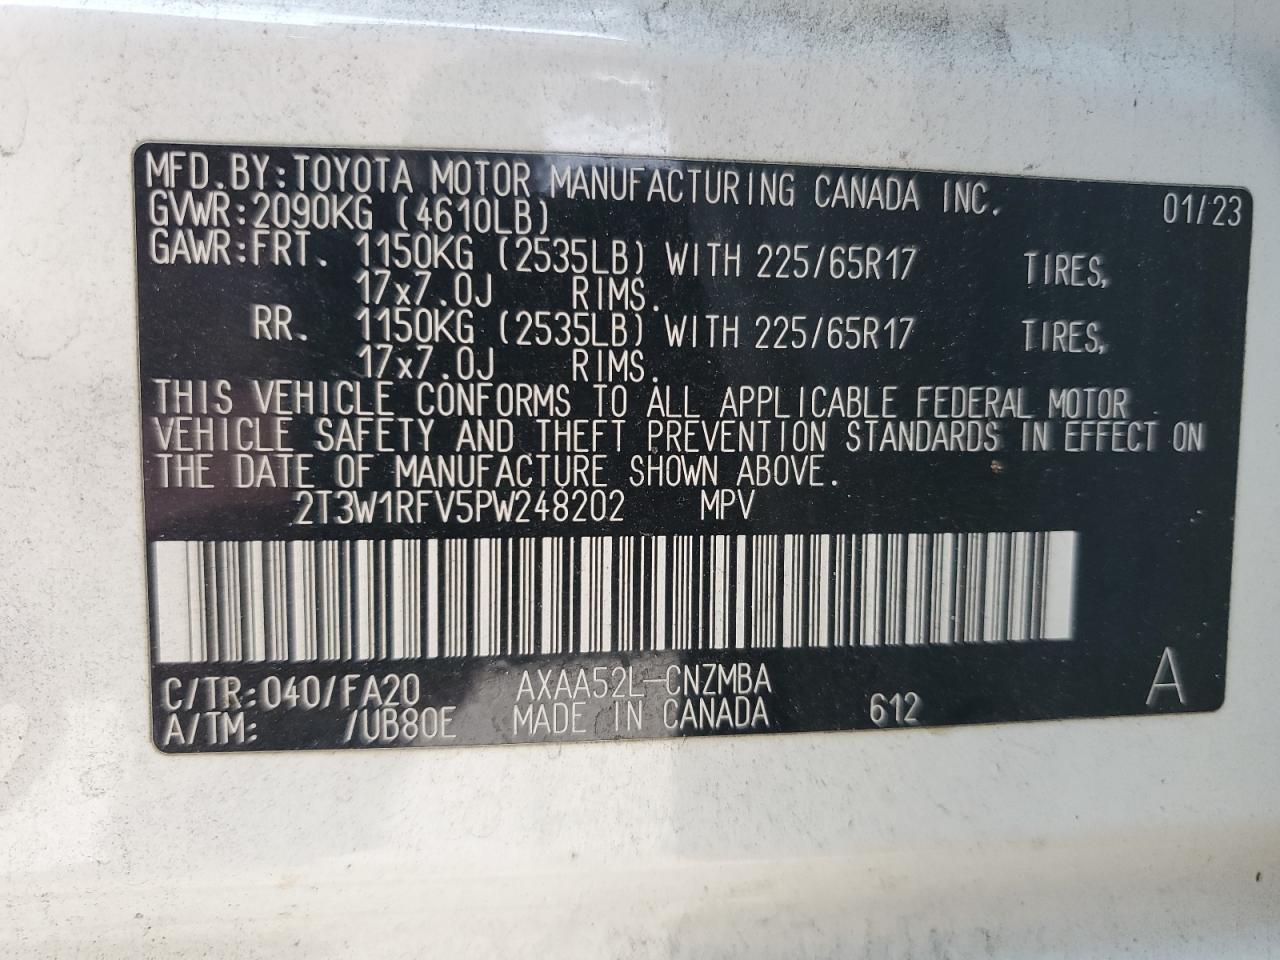 MFD.BY:TOYOTA MOTOR MANUFACTURING CANADA INC. 01/23
GVWR:2090KG (4610LB)
GAWR:FRT. 1150KG (2535LB) WITH 225/65R17 TIRES,
17x7.0J RIMS.
RR. 1150KG (2535LB) WITH 225/65R17 TIRES,
17x7.0J RIMS.
THIS VEHICLE CONFORMS TO ALL APPLICABLE FEDERAL MOTOR
VEHICLE SAFETY AND THEFT PREVENTION STANDARDS IN EFFECT ON
THE DATE OF MANUFACTURE SHOWN ABOVE.
2T3W1RFV5PW248202 MPV
C/TR:040/FA20 AXAA52L-CNZMBA A
A/TM: /UB80E MADE IN CANADA 612